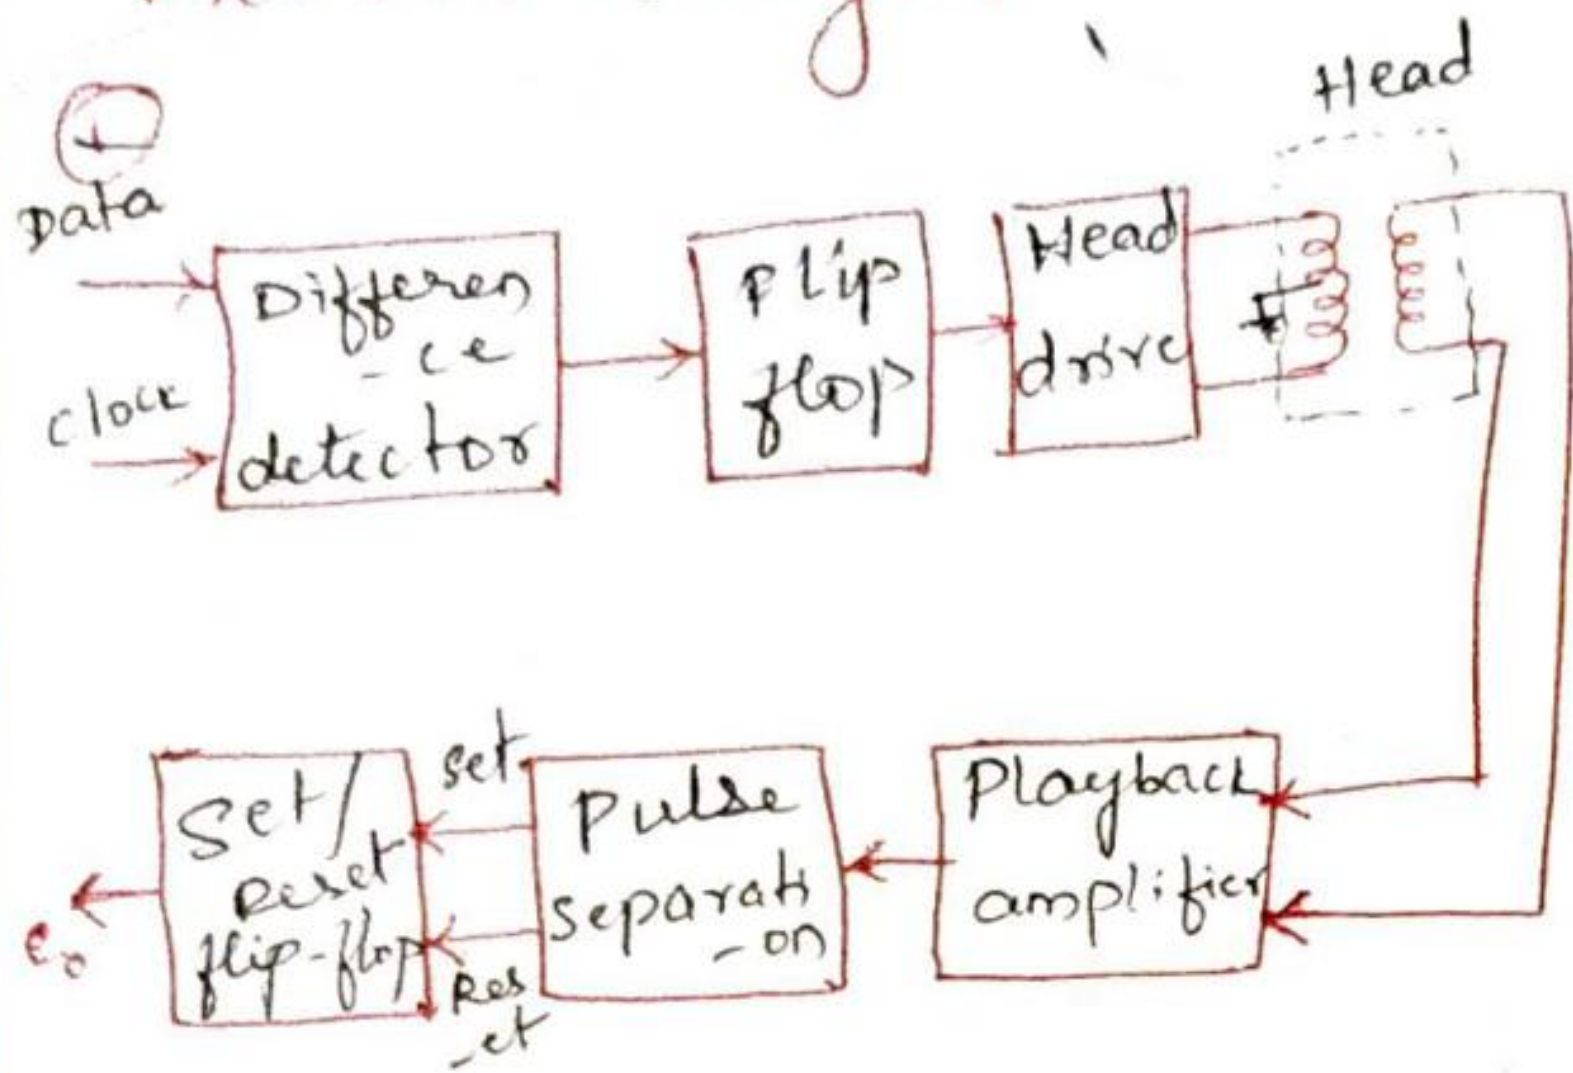 Head
Data
Clock
Differen
-ce
detector
Flip
flop
Head
drive
Set/
Reset
flip-flop
set
Res
-et
Pulse
separati
-on
Playback
amplifier
e₀